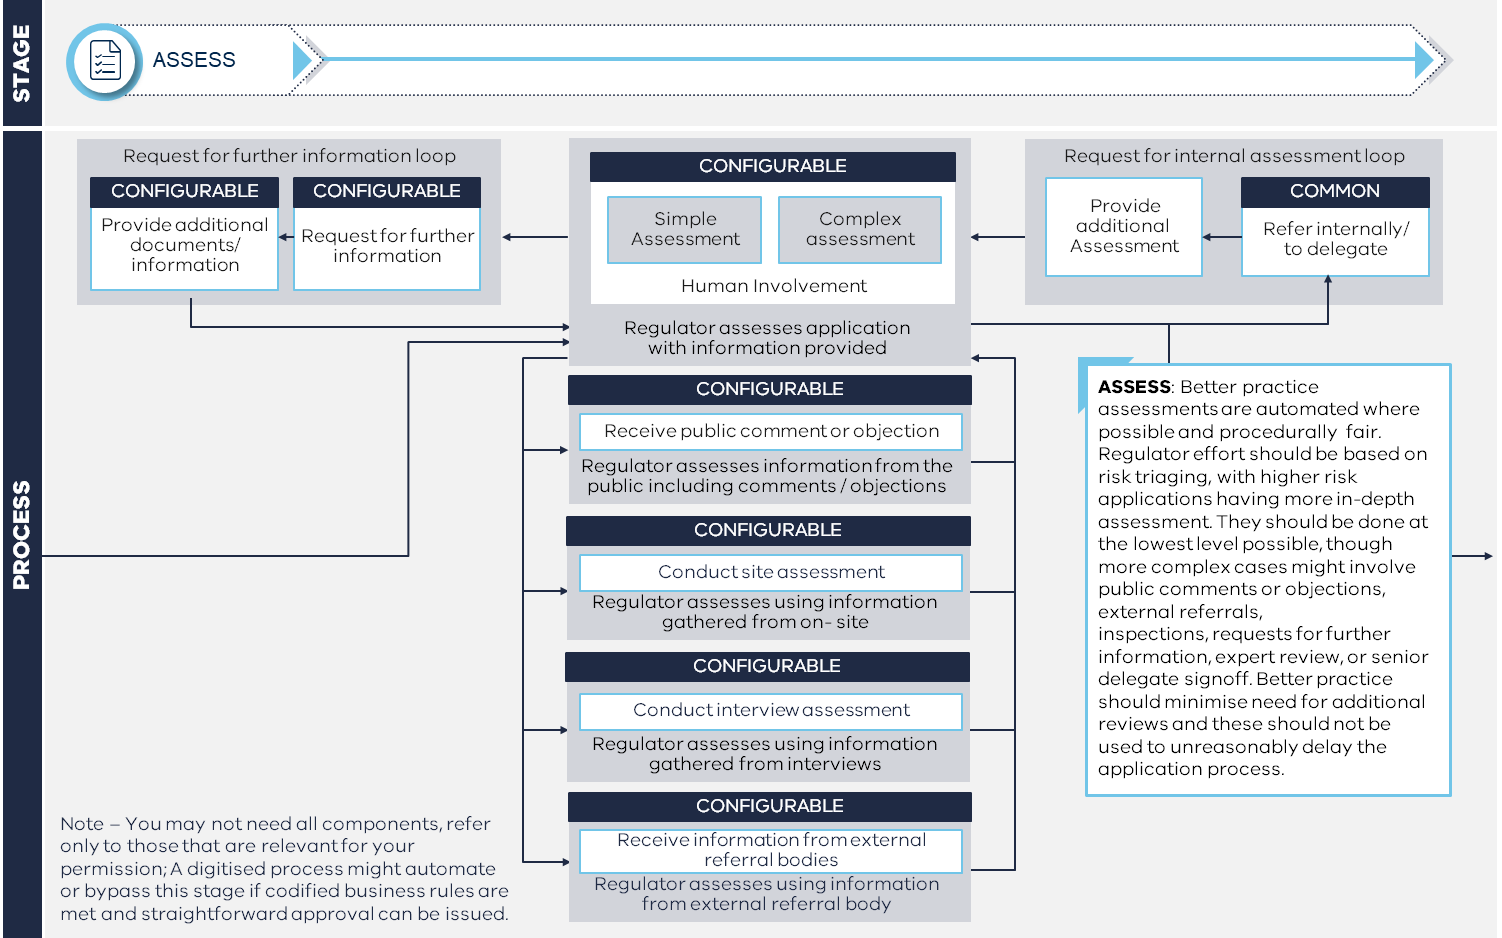 STAGE
ASSESS
PROCESS
Request for further information loop
CONFIGURABLE
Provide additional
documents/
information
CONFIGURABLE
Request for further
information
CONFIGURABLE
Simple
Assessment
Complex
assessment
Human Involvement
Regulator assesses application
with information provided
Request for internal assessment loop
Provide
additional
Assessment
COMMON
Refer internally/
to delegate
CONFIGURABLE
Receive public comment or objection
Regulator assesses information from the
public including comments / objections
CONFIGURABLE
Conduct site assessment
Regulator assesses using information
gathered from on- site
CONFIGURABLE
Conduct interview assessment
Regulator assesses using information
gathered from interviews
CONFIGURABLE
Receive information from external
referral bodies
Regulator assesses using information
from external referral body
ASSESS: Better practice
assessments are automated where
possible and procedurally fair.
Regulator effort should be based on
risk triaging, with higher risk
applications having more in-depth
assessment. They should be done at
the lowest level possible, though
more complex cases might involve
public comments or objections,
external referrals,
inspections, requests for further
information, expert review, or senior
delegate signoff. Better practice
should minimise need for additional
reviews and these should not be
used to unreasonably delay the
application process.
Note – You may not need all components, refer
only to those that are relevant for your
permission; A digitised process might automate
or bypass this stage if codified business rules are
met and straightforward approval can be issued.